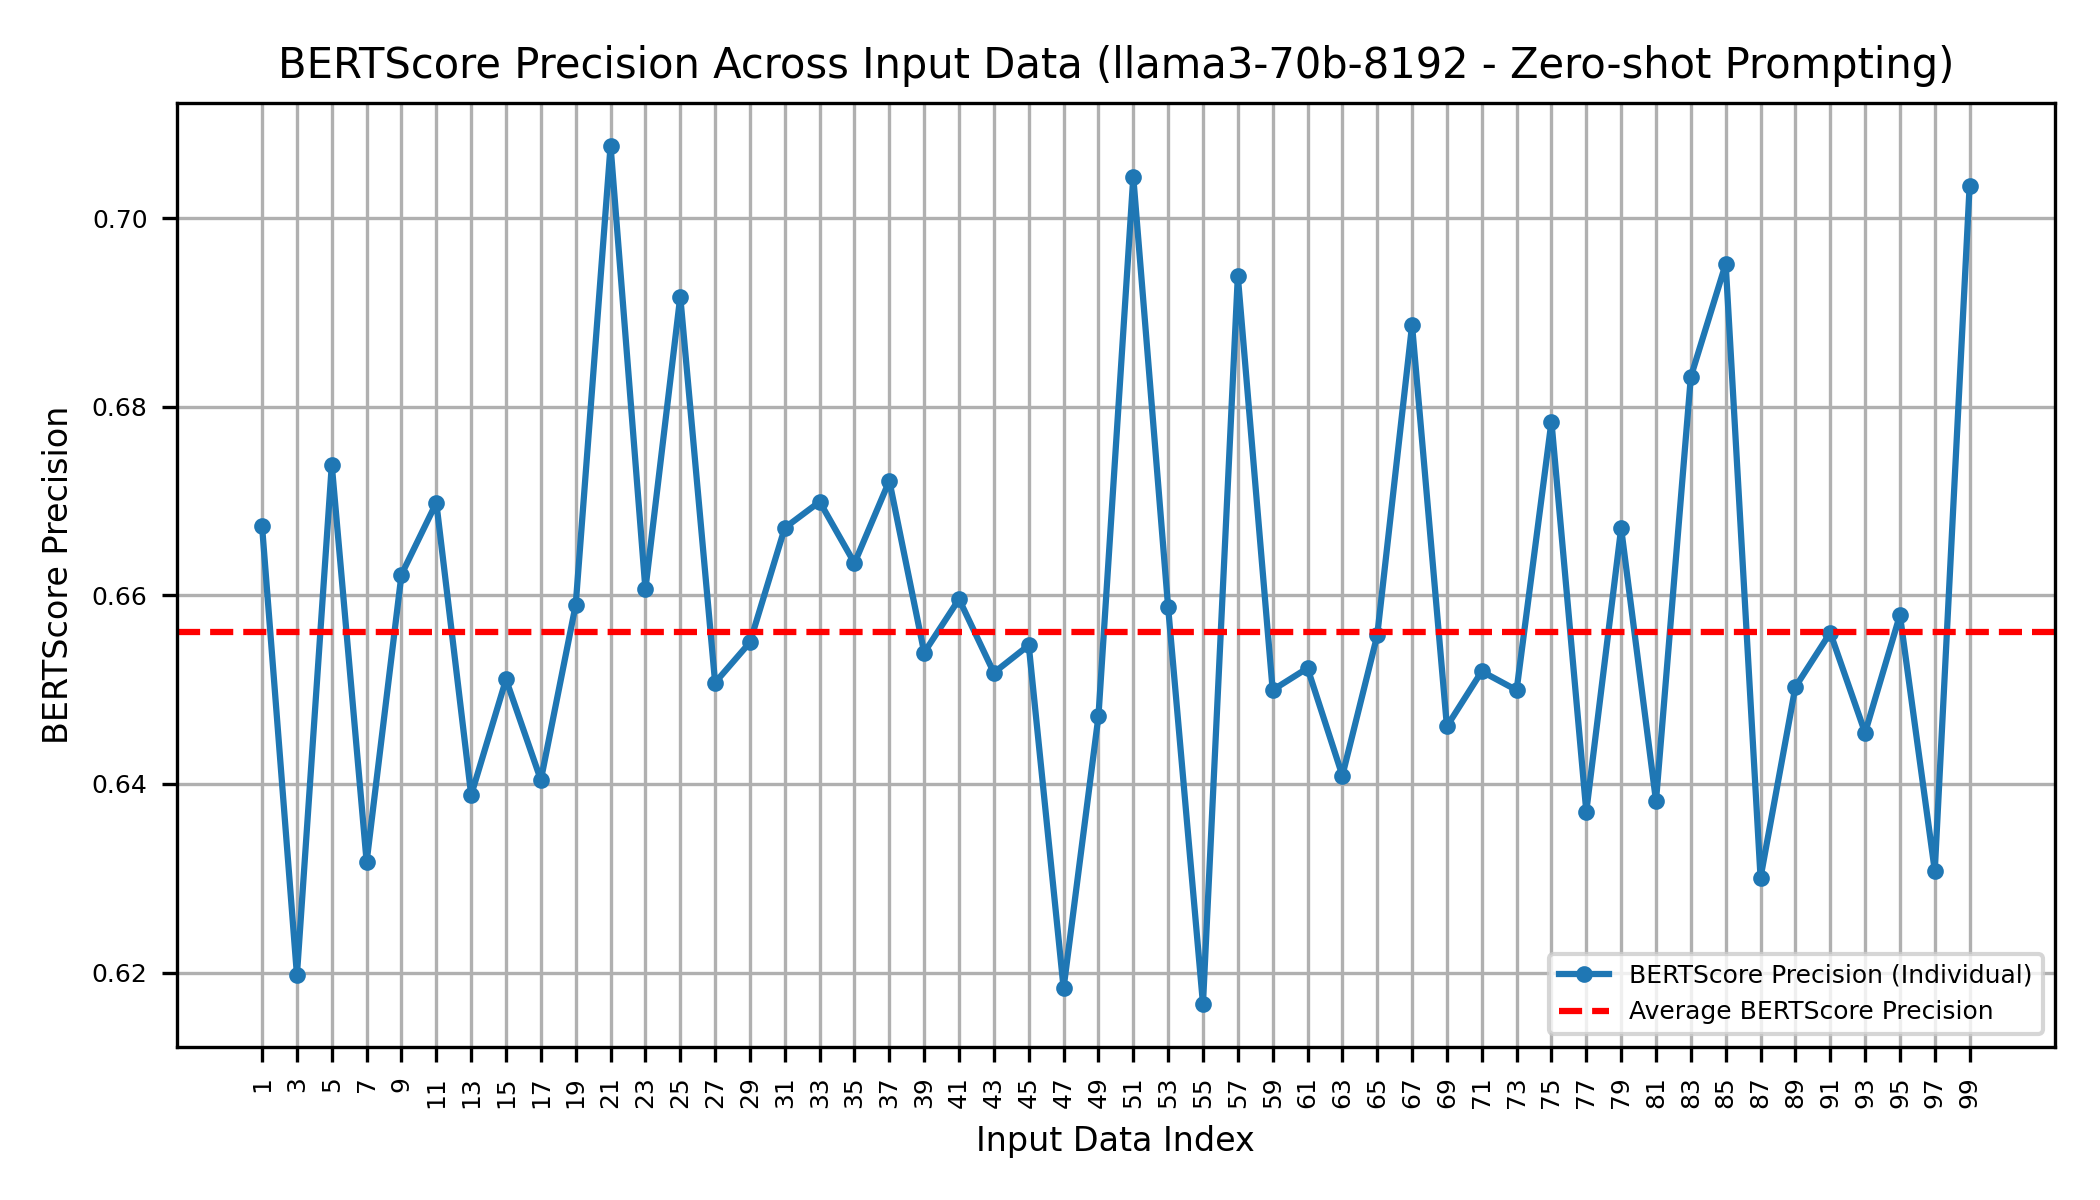 BERTScore Precision Across Input Data (llama3-70b-8192 - Zero-shot Prompting)
BERTScore Precision
0.70
0.68
0.66
0.64
0.62
BERTScore Precision (Individual)
Average BERTScore Precision
1 3 5 7 9 11 13 15 17 19 21 23 25 27 29 31 33 35 37 39 41 43 45 47 49 51 53 55 57 59 61 63 65 67 69 71 73 75 77 79 81 83 85 87 89 91 93 95 97 99
Input Data Index